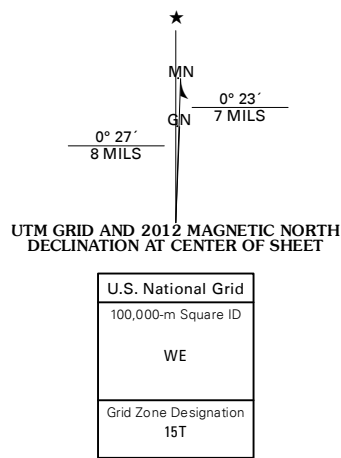 ★
MN
0° 23´
7 MILS
GN
0° 27´
8 MILS
UTM GRID AND 2012 MAGNETIC NORTH
DECLINATION AT CENTER OF SHEET
U.S. National Grid
100,000-m Square ID
WE
Grid Zone Designation
15T